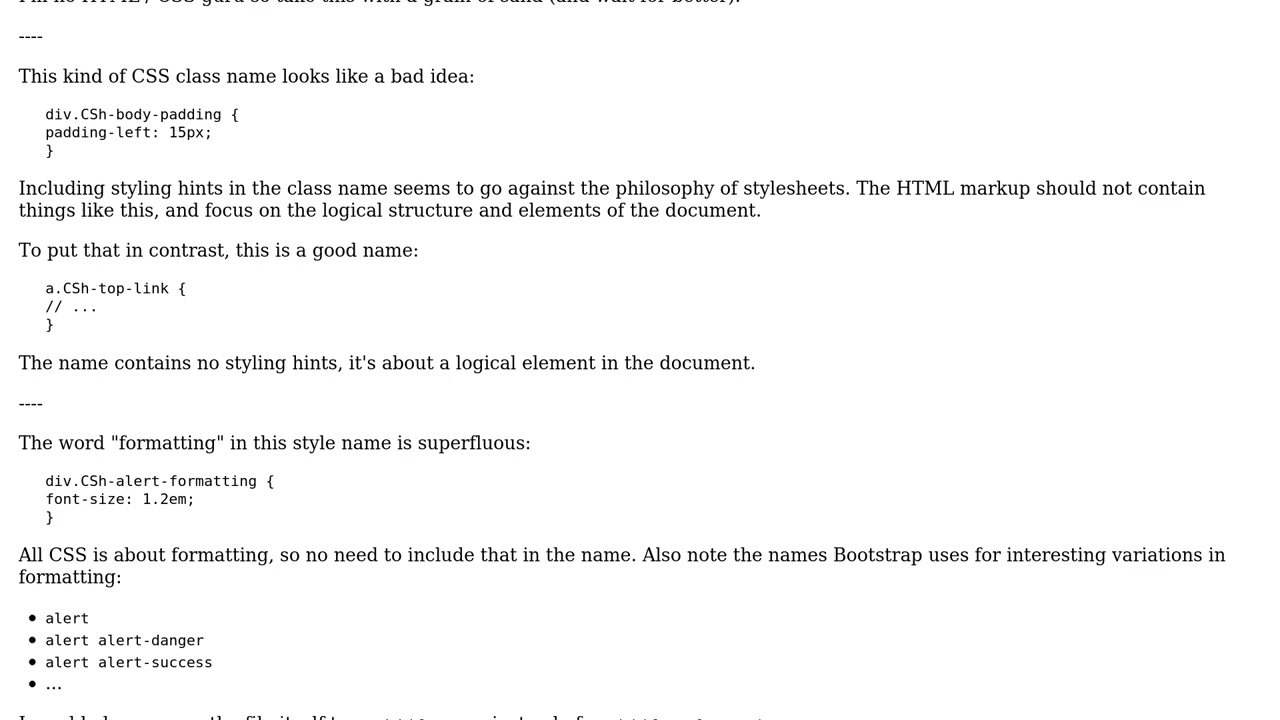 ----
This kind of CSS class name looks like a bad idea:
div.CSh-body-padding {
padding-left: 15px;
}
Including styling hints in the class name seems to go against the philosophy of stylesheets. The HTML markup should not contain
things like this, and focus on the logical structure and elements of the document.
To put that in contrast, this is a good name:
a.CSh-top-link {
// ...
}
The name contains no styling hints, it's about a logical element in the document.
----
The word "formatting" in this style name is superfluous:
div.CSh-alert-formatting {
font-size: 1.2em;
}
All CSS is about formatting, so no need to include that in the name. Also note the names Bootstrap uses for interesting variations in
formatting:
• alert
• alert alert-danger
• alert alert-success
• ...